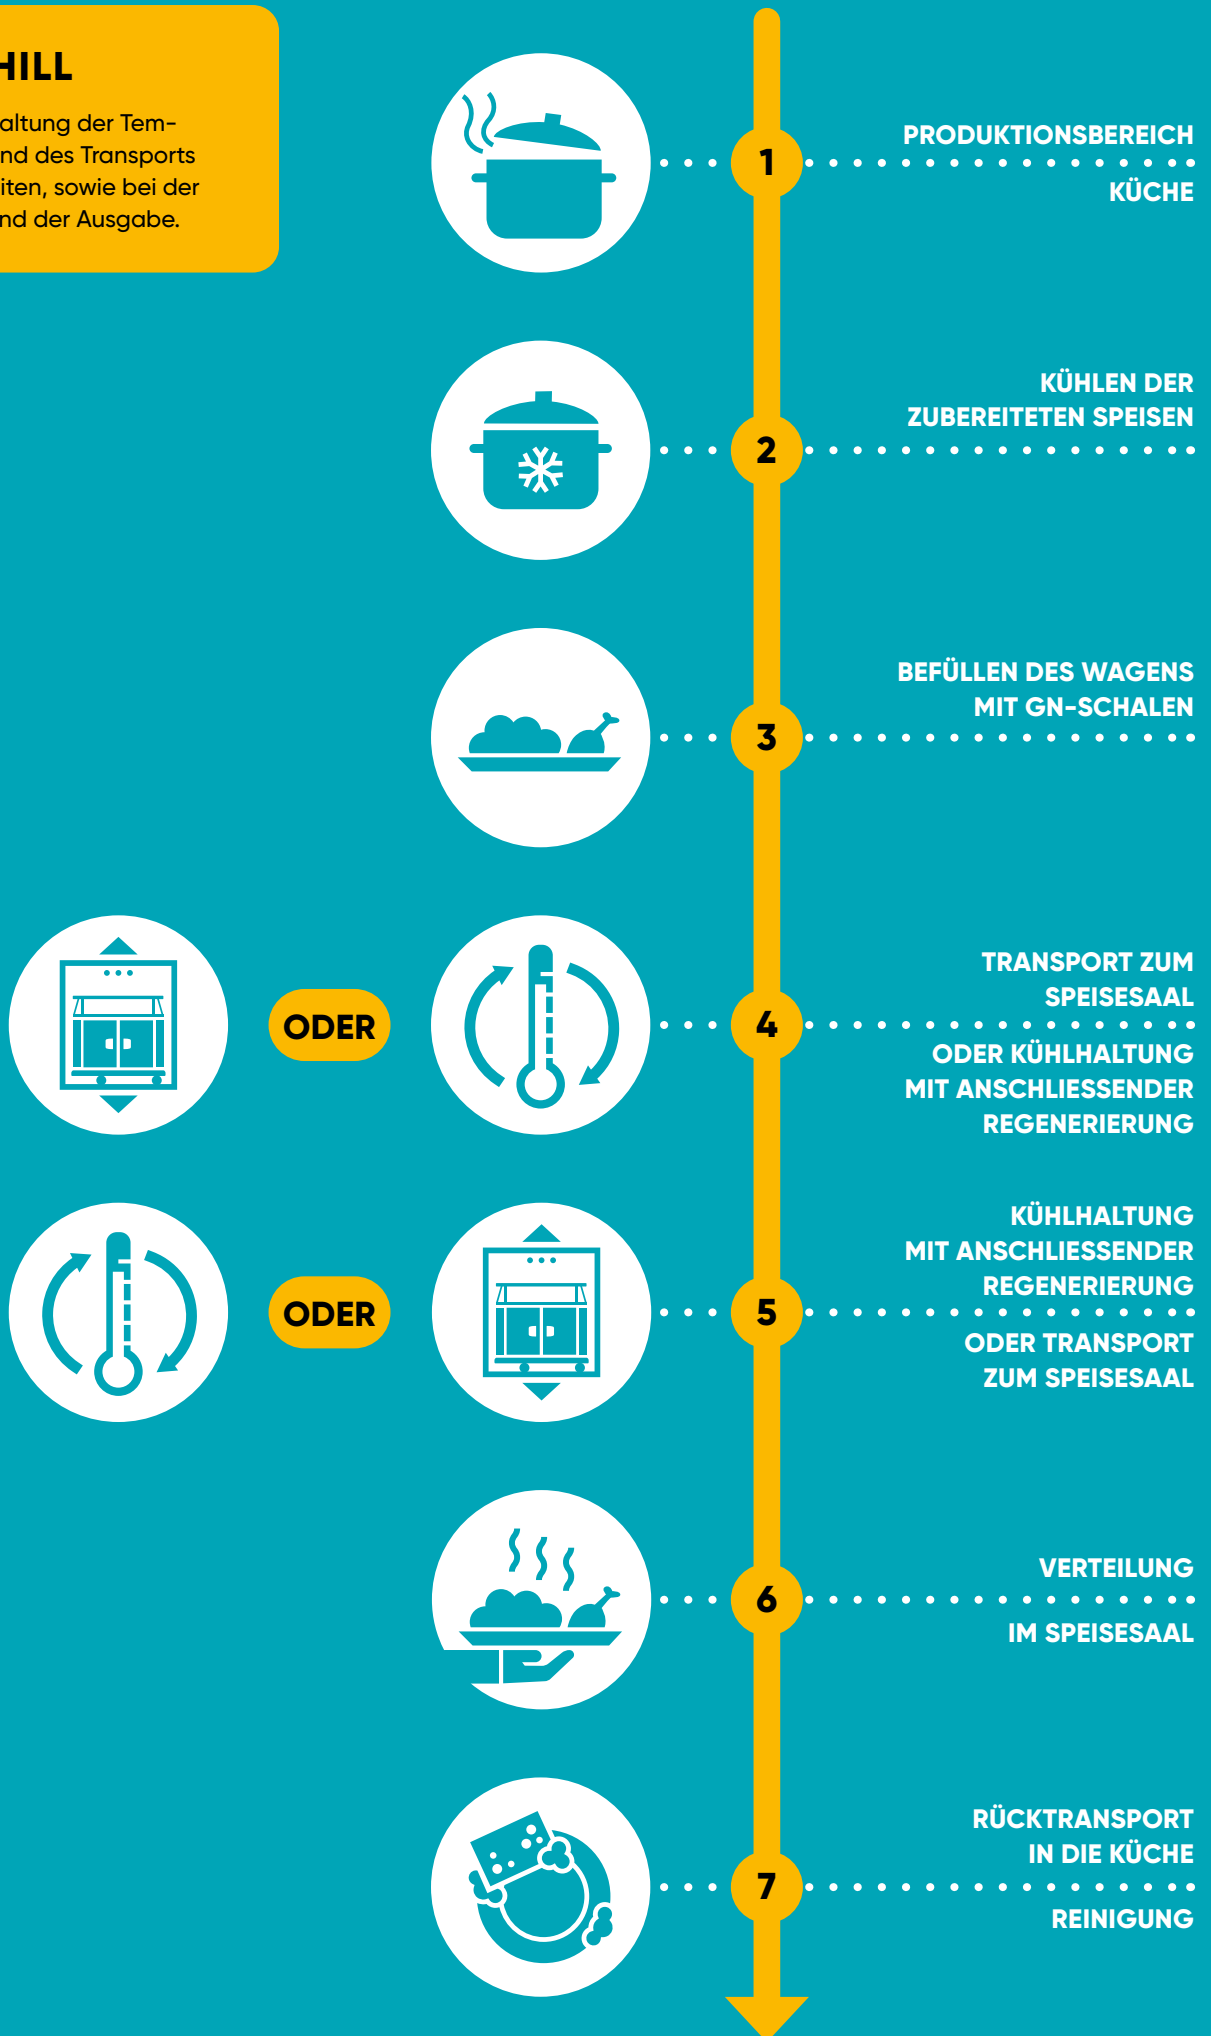 HILL
altung der Tem-
nd des Transports
iten, sowie bei der
nd der Ausgabe.
1
PRODUKTIONSBEREICH
KÜCHE
2
KÜHLEN DER
ZUBEREITETEN SPEISEN
3
BEFÜLLEN DES WAGENS
MIT GN-SCHALEN
ODER
4
TRANSPORT ZUM
SPEISESAAL
ODER KÜHLHALTUNG
MIT ANSCHLIESSENDER
REGENERIERUNG
ODER
5
KÜHLHALTUNG
MIT ANSCHLIESSENDER
REGENERIERUNG
ODER TRANSPORT
ZUM SPEISESAAL
6
VERTEILUNG
IM SPEISESAAL
7
RÜCKTRANSPORT
IN DIE KÜCHE
REINIGUNG